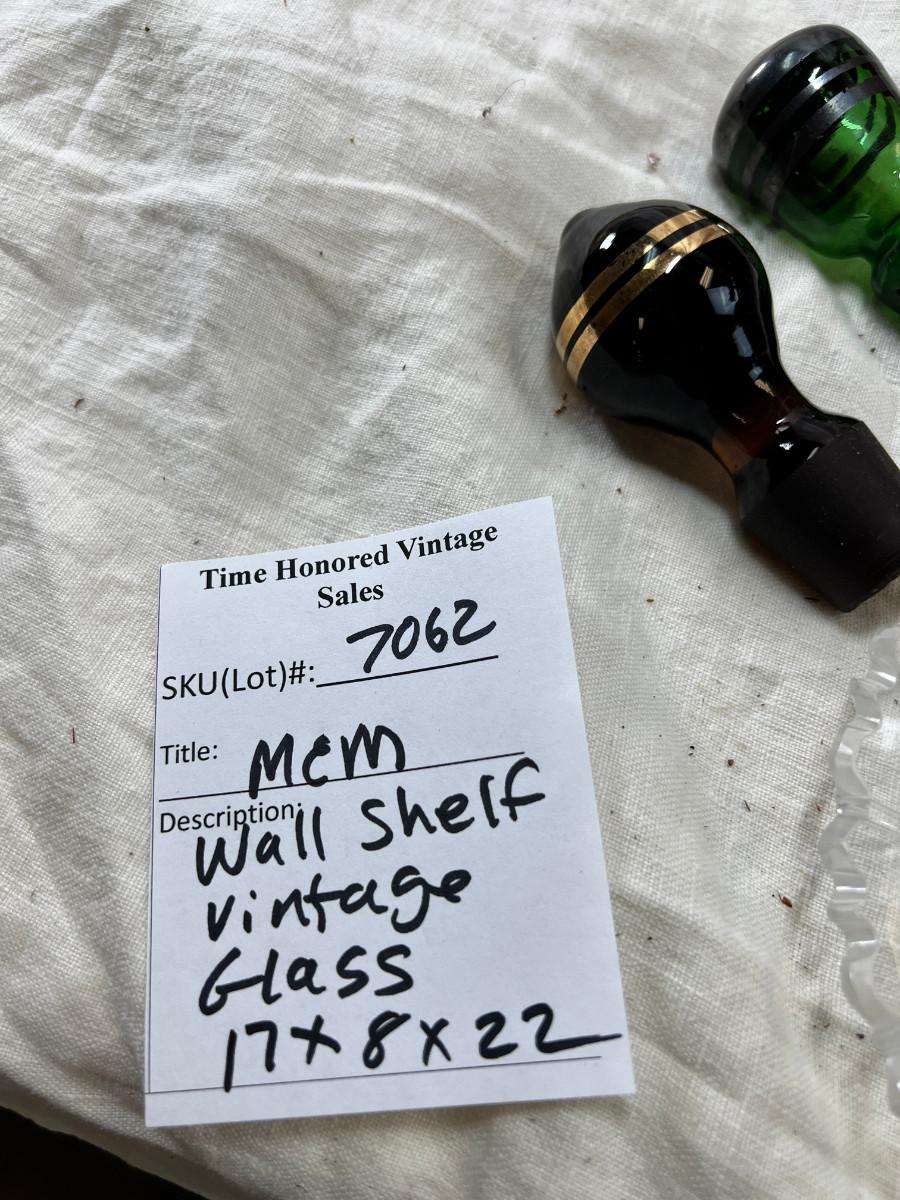 Time Honored Vintage
Sales
SKU(Lot)#: 7062
Title: MCM
Description:
Wall Shelf
Vintage
Glass
17x8x22